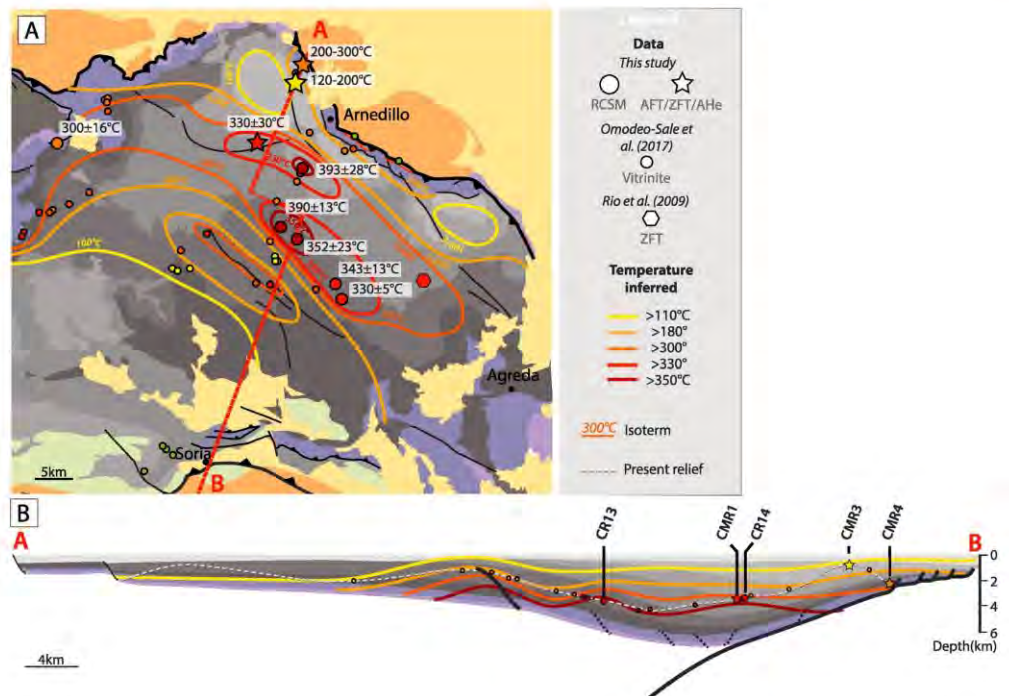 A
A
200-300°C
120-200°C
Arnedillo
330±30°C
300±16°C
393±28°C
390±13°C
352±23°C
343±13°C
330±5°C
100°C
Agreda
Soria
5km
B
Data
This study
RCSM AFT/ZFT/AHe
Omodeo-Sale et
al. (2017)
Vitrinite
Rio et al. (2009)
ZFT
Temperature
inferred
>110°C
>180°
>300°
>330°
>350°C
300°C Isoterm
Present relief
B
A
CR13
CMR1
CR14
CMR3
CMR4
B
0
2
4
6
Depth(km)
4km